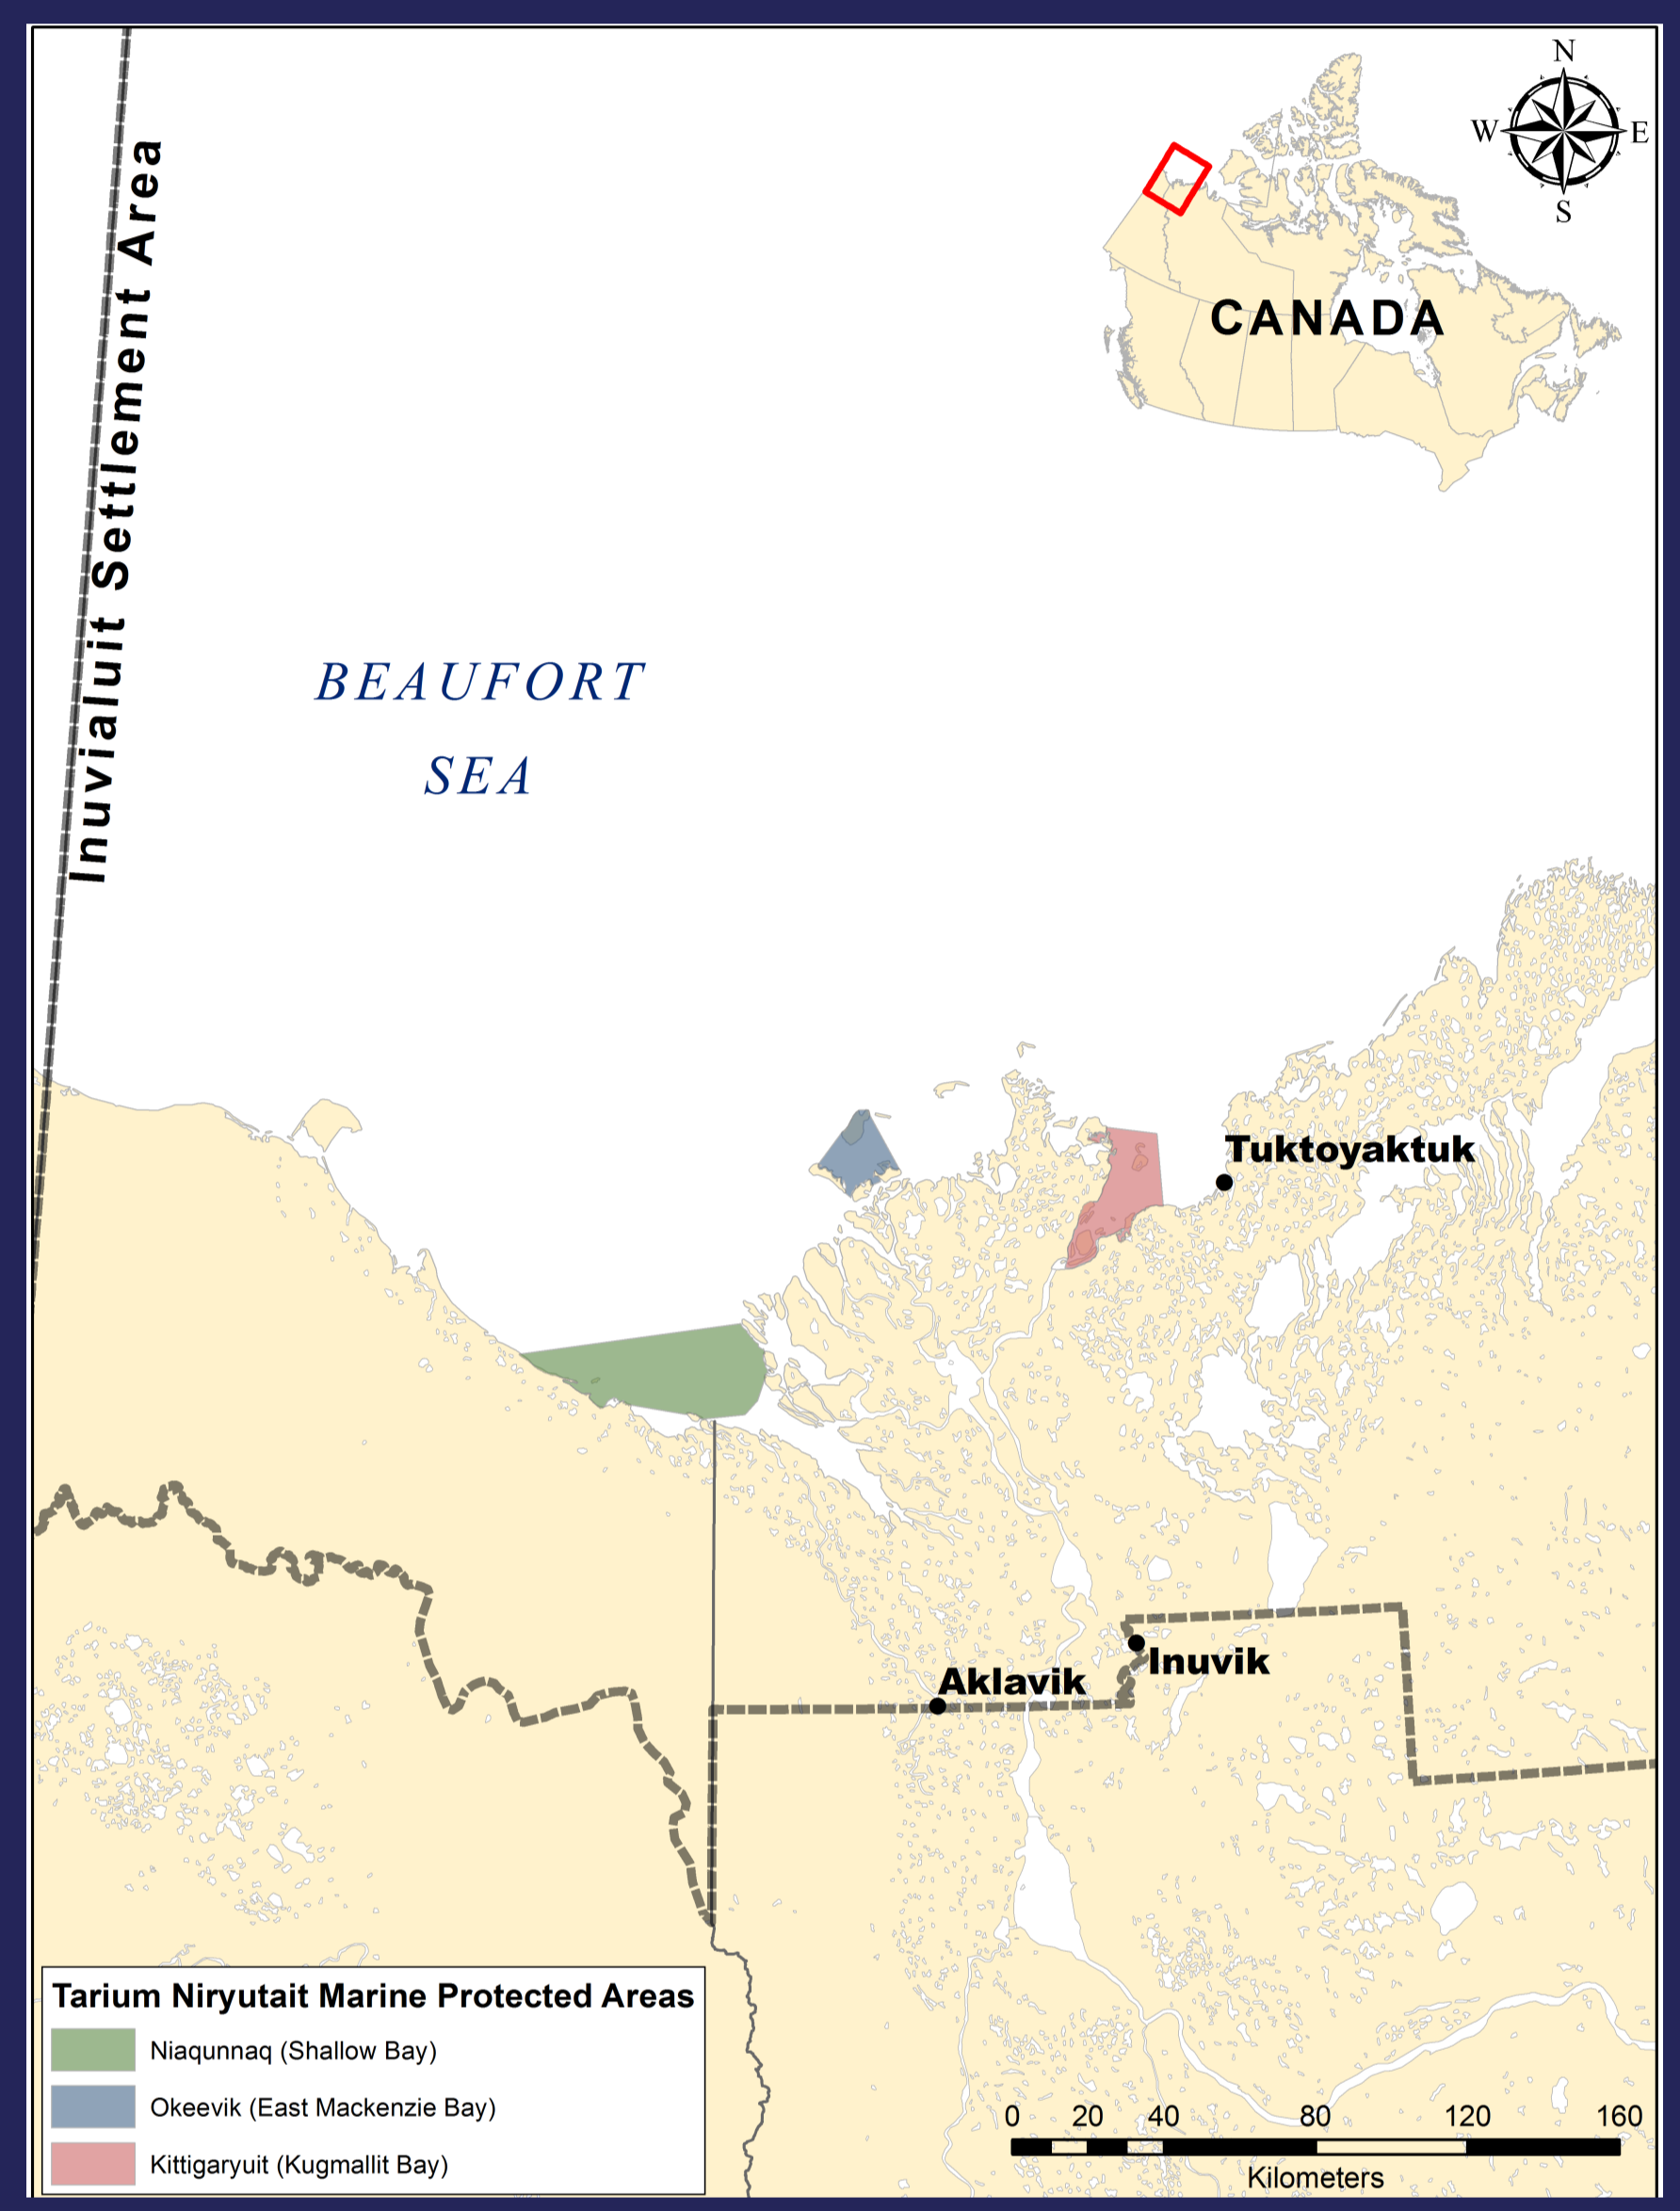 N
W
E
S
CANADA
Inuvialuit Settlement Area
BEAUFORT
SEA
Tuktoyaktuk
Inuvik
Aklavik
Tarium Niryutait Marine Protected Areas
Niaqunnaq (Shallow Bay)
Okeevik (East Mackenzie Bay)
Kittigaryuit (Kugmallit Bay)
0 20 40 80 120 160
Kilometers